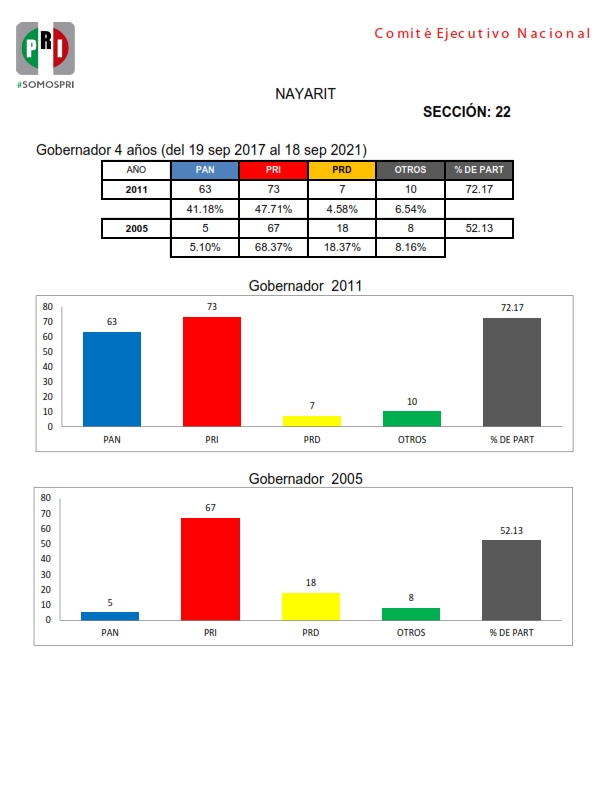 Comité Ejecutivo Nacional
PRI
#SOMOSPRI
NAYARIT
SECCIÓN: 22
Gobernador 4 años (del 19 sep 2017 al 18 sep 2021)
AÑO PAN PRI PRD OTROS % DE PART
2011 63 73 7 10 72.17
41.18% 47.71% 4.58% 6.54%
2005 5 67 18 8 52.13
5.10% 68.37% 18.37% 8.16%
Gobernador 2011
80
70
60
50
40
30
20
10
0
63 73 7 10 72.17
PAN PRI PRD OTROS % DE PART
Gobernador 2005
80
70
60
50
40
30
20
10
0
5 67 18 8 52.13
PAN PRI PRD OTROS % DE PART